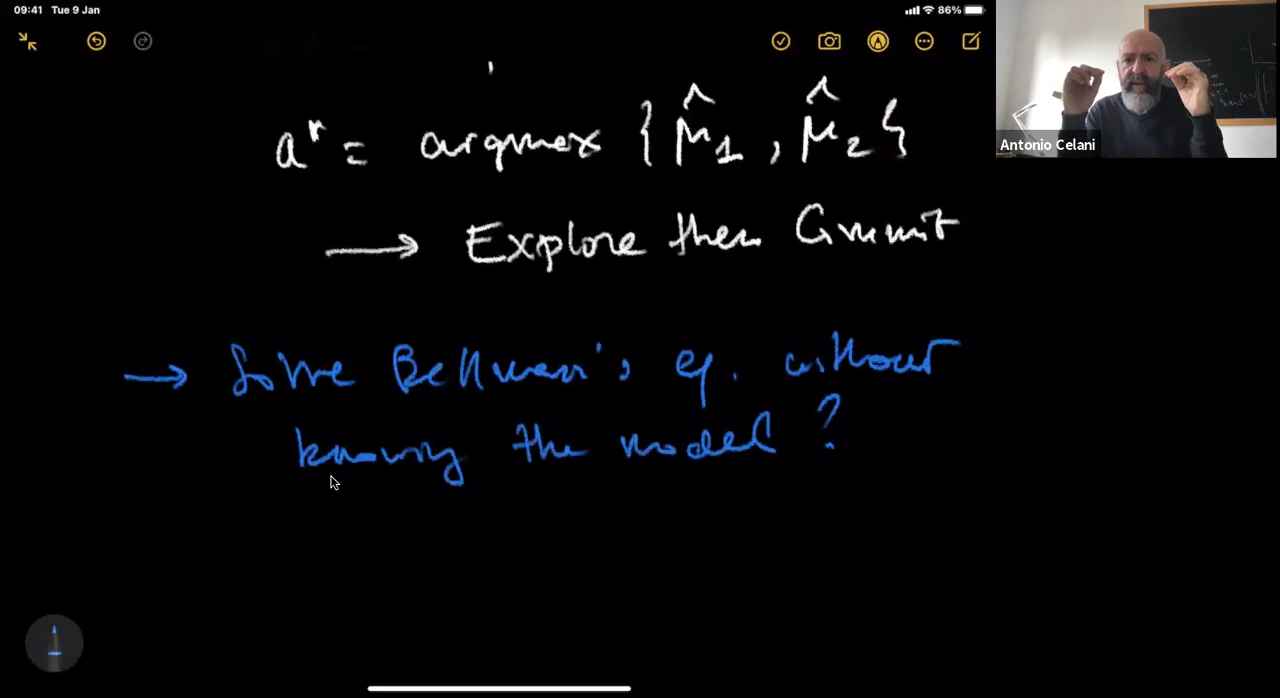 09:41 Tue 9 Jan
86%
Antonio Celani
a* = argmax { μ̂1 , μ̂2 }
→ Explore then Commit
→ Solve Bellman's eq. without
knowing the model ?